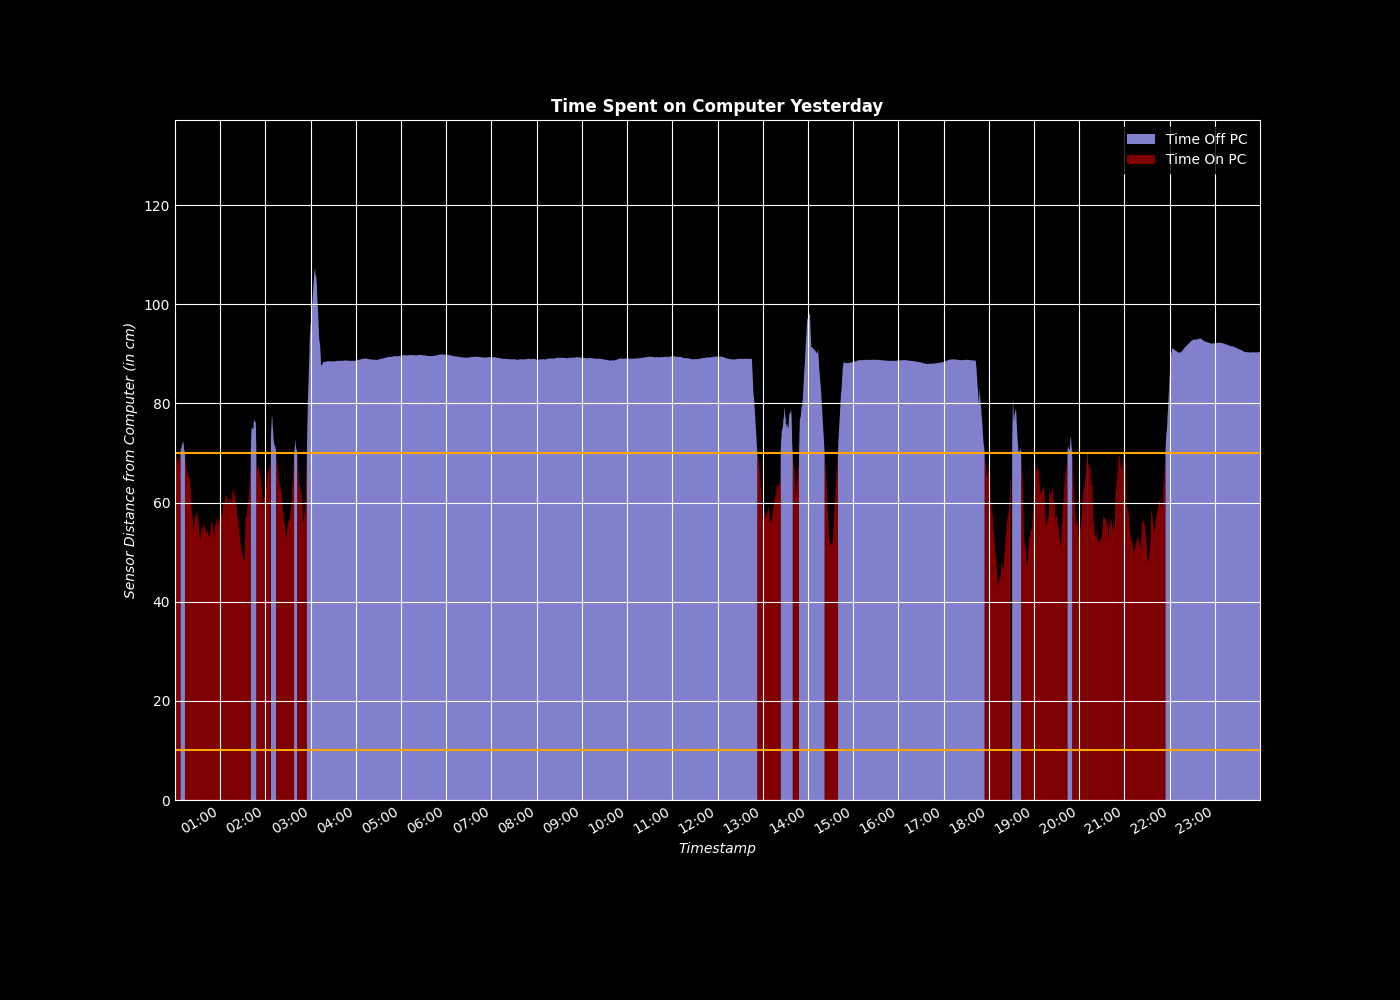 Time Spent on Computer Yesterday
Time Off PC
Time On PC
Sensor Distance from Computer (in cm)
120
100
80
60
40
20
0
01:00 02:00 03:00 04:00 05:00 06:00 07:00 08:00 09:00 10:00 11:00 12:00 13:00 14:00 15:00 16:00 17:00 18:00 19:00 20:00 21:00 22:00 23:00
Timestamp